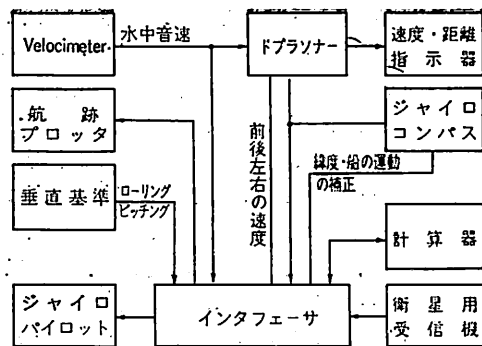 Velocimeter
水中音速
ドプラソナー
速度・距離
指示器
航跡
プロッタ
前後左右の速度
ジャイロ
コンパス
緯度・船の運動
の補正
垂直基準
ローリング
ピッチング
計算器
ジャイロ
パイロット
インタフェーサ
衛星用
受信機